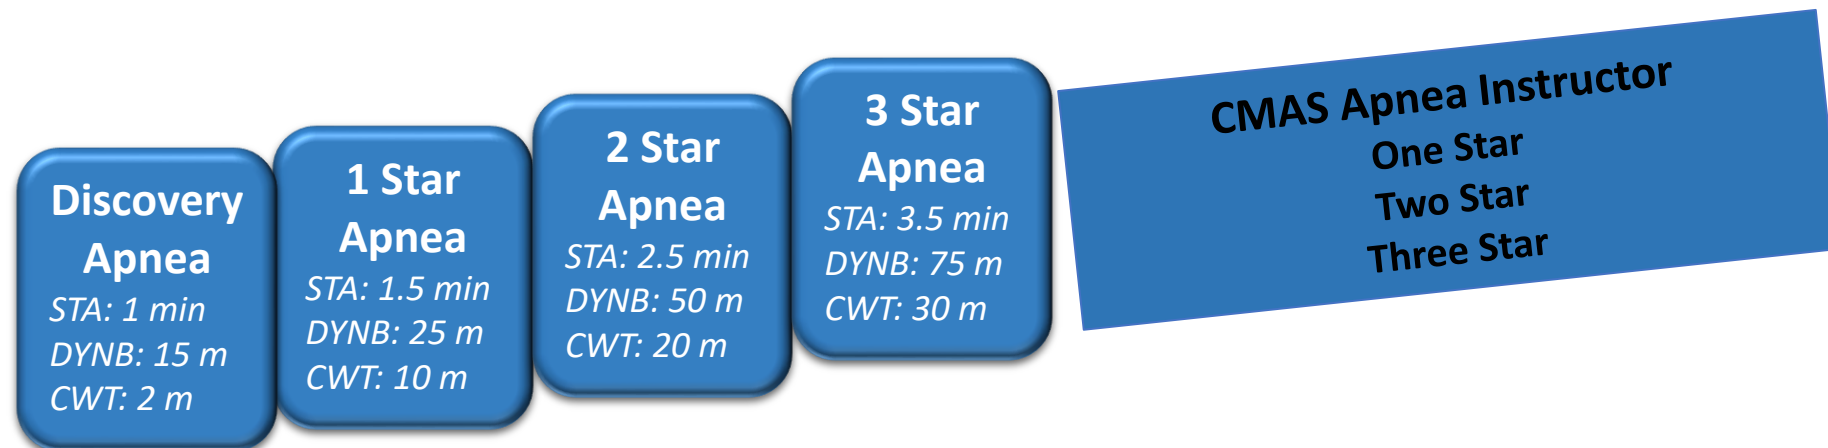 Discovery
Apnea
STA: 1 min
DYNB: 15 m
CWT: 2 m
1 Star
Apnea
STA: 1.5 min
DYNB: 25 m
CWT: 10 m
2 Star
Apnea
STA: 2.5 min
DYNB: 50 m
CWT: 20 m
3 Star
Apnea
STA: 3.5 min
DYNB: 75 m
CWT: 30 m
CMAS Apnea Instructor
One Star
Two Star
Three Star